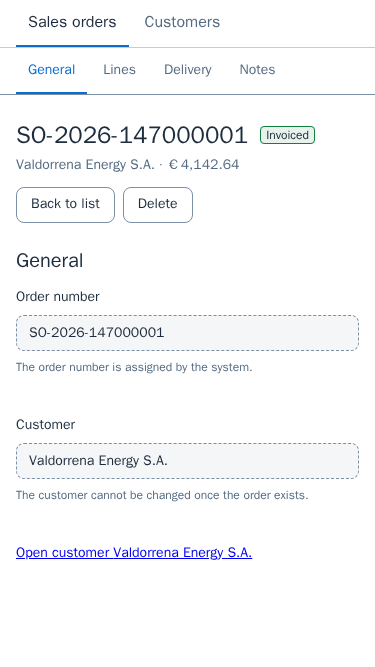 Sales orders Customers
General Lines Delivery Notes
SO-2026-147000001 Invoiced
Valdorrena Energy S.A. · € 4,142.64
Back to list Delete
General
Order number
SO-2026-147000001
The order number is assigned by the system.
Customer
Valdorrena Energy S.A.
The customer cannot be changed once the order exists.
Open customer Valdorrena Energy S.A.